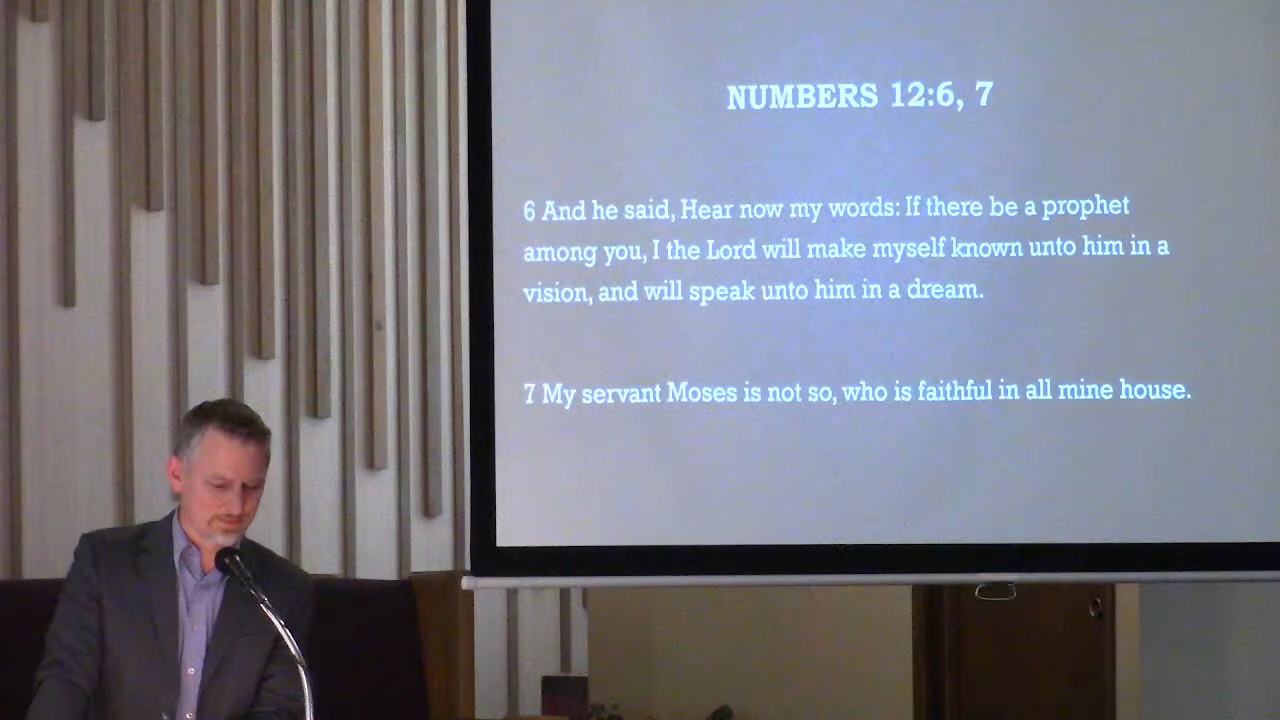 NUMBERS 12:6, 7
6 And he said, Hear now my words: If there be a prophet
among you, I the Lord will make myself known unto him in a
vision, and will speak unto him in a dream.
7 My servant Moses is not so, who is faithful in all mine house.